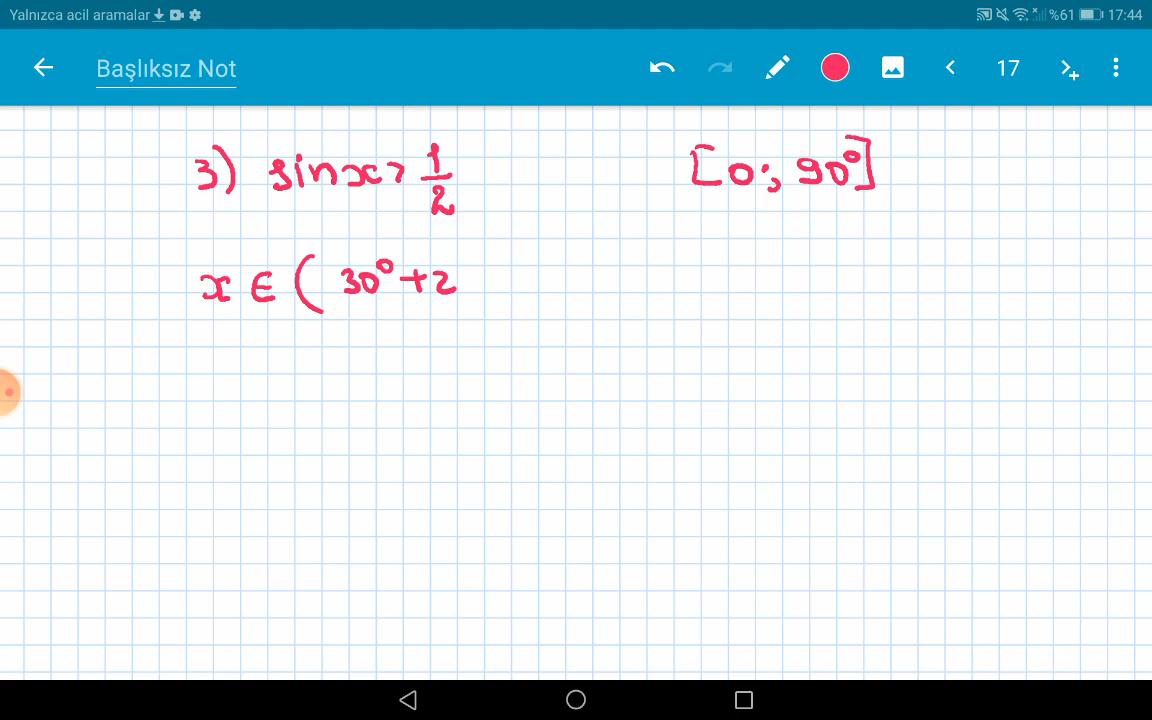 Yalnızca acil aramalar %61 17:44
Başlıksız Not 17
3) sinx> 1/2 [0; 90°]
x ∈ ( 30° + 2